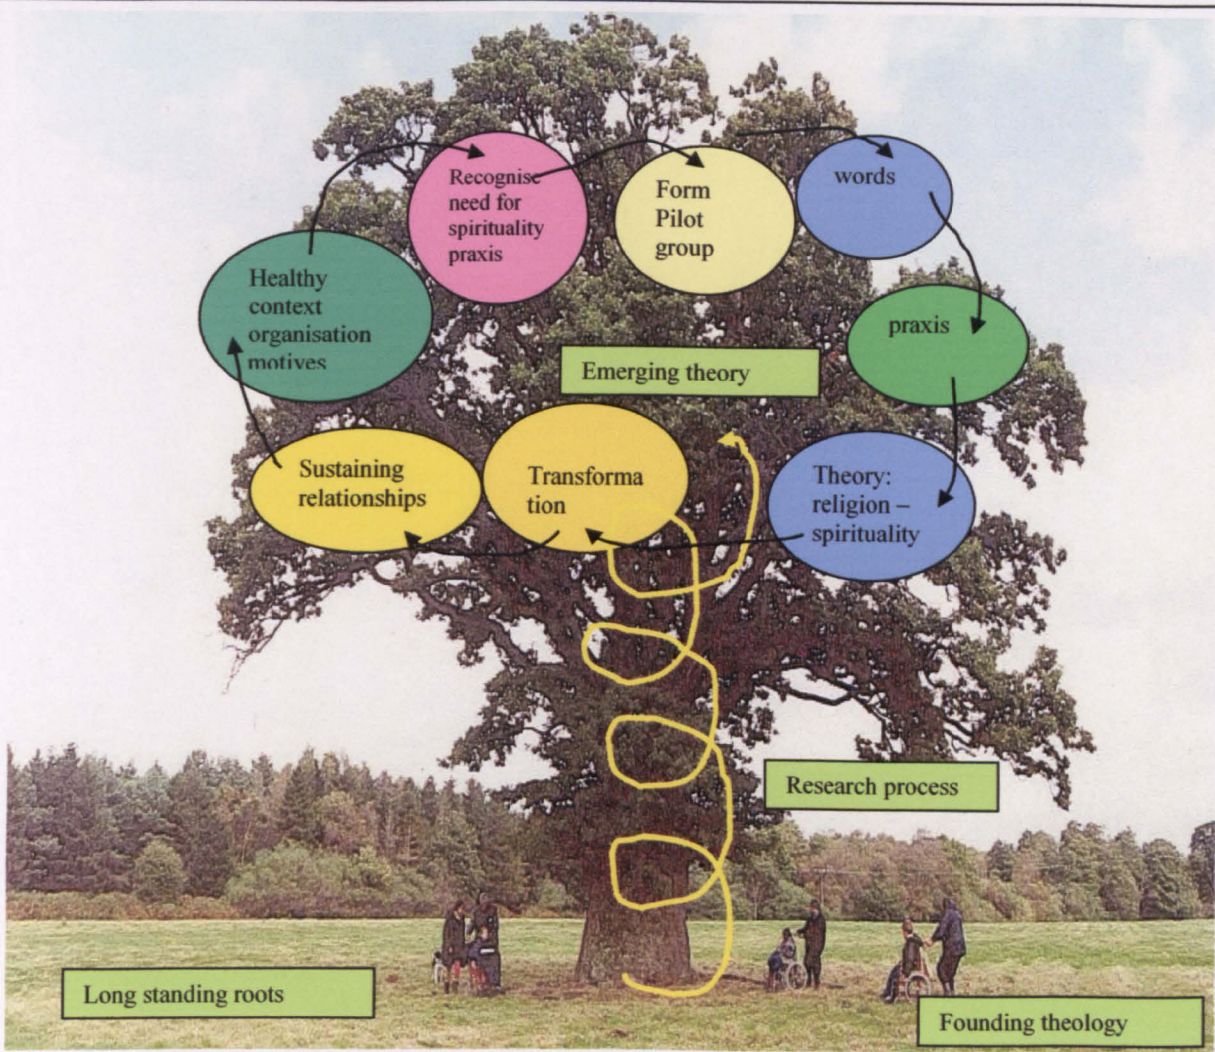 Recognise
need for
spirituality
praxis
Form
Pilot
group
words
Healthy
context
organisation
motives
praxis
Emerging theory
Sustaining
relationships
Transforma
tion
Theory:
religion –
spirituality
Research process
Long standing roots
Founding theology